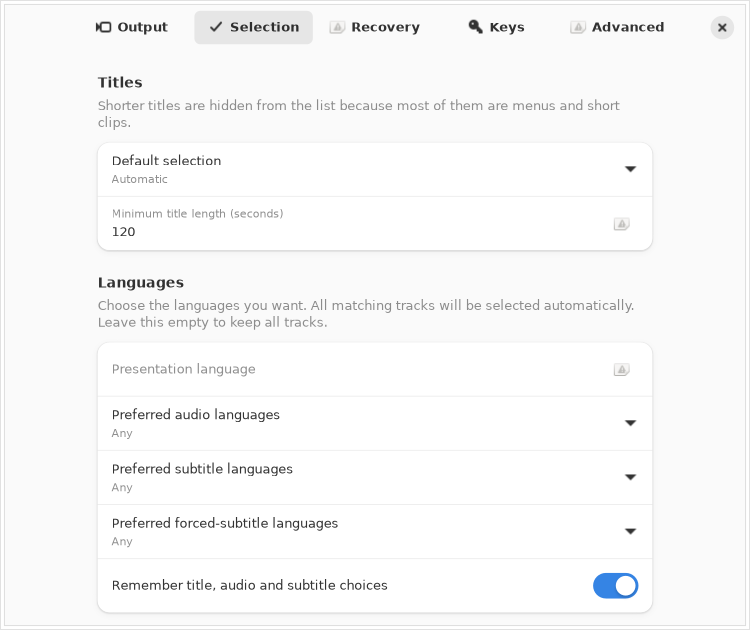 Output
Selection
Recovery
Keys
Advanced
Titles
Shorter titles are hidden from the list because most of them are menus and short
clips.
Default selection
Automatic
Minimum title length (seconds)
120
Languages
Choose the languages you want. All matching tracks will be selected automatically.
Leave this empty to keep all tracks.
Presentation language
Preferred audio languages
Any
Preferred subtitle languages
Any
Preferred forced-subtitle languages
Any
Remember title, audio and subtitle choices